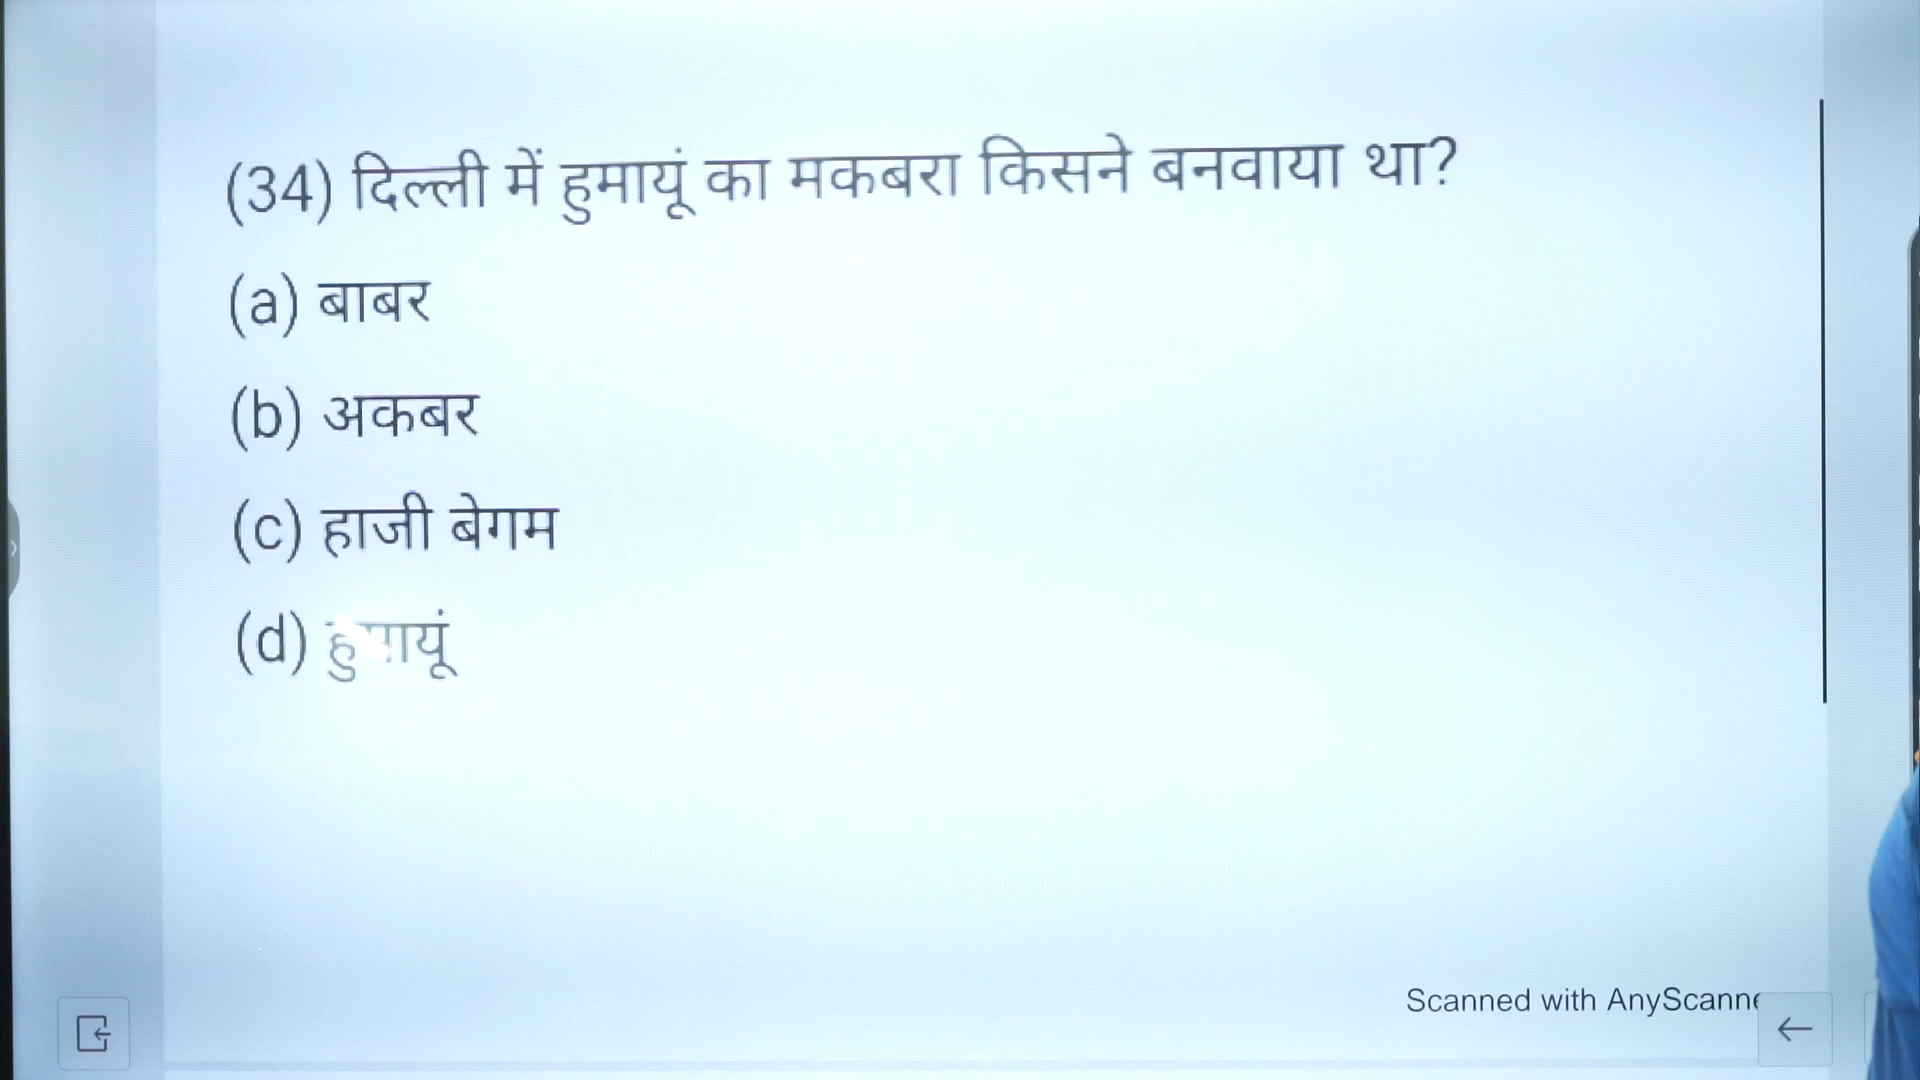 (34) दिल्ली में हुमायूं का मकबरा किसने बनवाया था?
(a) बाबर
(b) अकबर
(c) हाजी बेगम
(d) हुमायूं
Scanned with AnyScanne